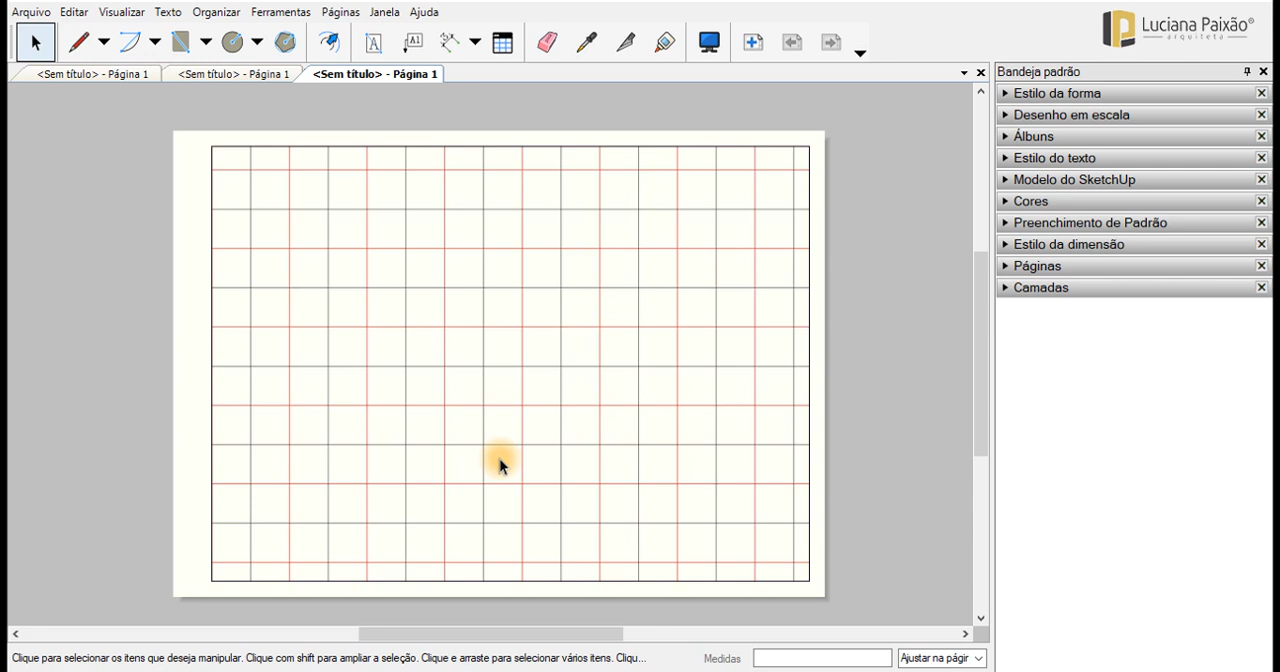 Arquivo Editar Visualizar Texto Organizar Ferramentas Páginas Janela Ajuda
Luciana Paixão®
arquiteta
A
A1
<Sem título> - Página 1 <Sem título> - Página 1 <Sem título> - Página 1
Bandeja padrão
Estilo da forma
Desenho em escala
Álbuns
Estilo do texto
Modelo do SketchUp
Cores
Preenchimento de Padrão
Estilo da dimensão
Páginas
Camadas
Clique para selecionar os itens que deseja manipular. Clique com shift para ampliar a seleção. Clique e arraste para selecionar vários itens. Cliqu... Medidas Ajustar na págir